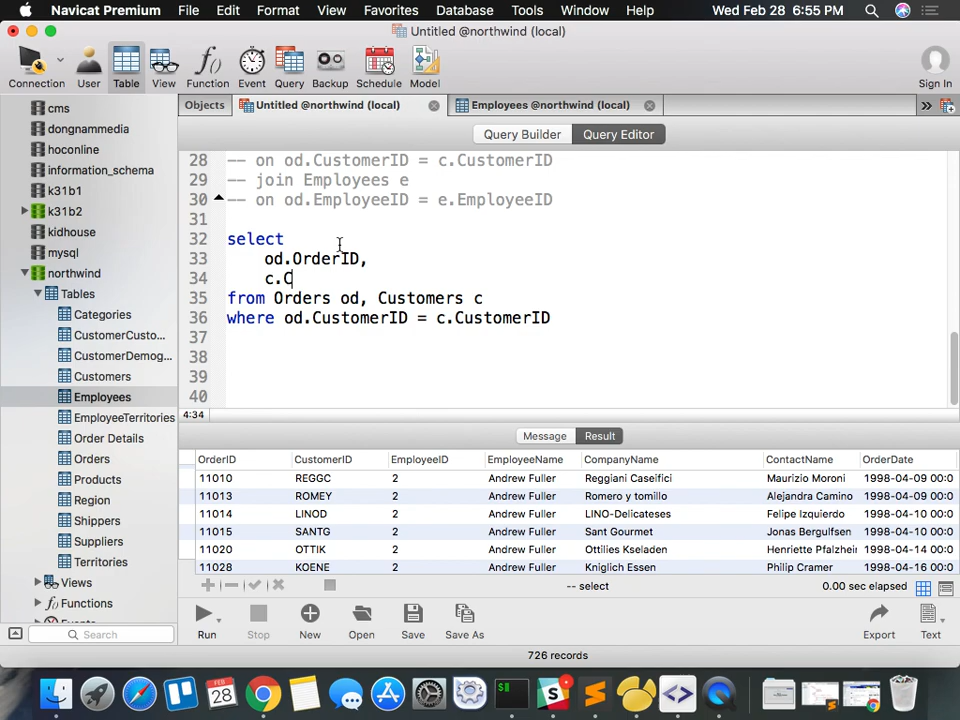 Navicat Premium File Edit Format View Favorites Database Tools Window Help Wed Feb 28 6:55 PM
Untitled @northwind (local)
Connection User Table View Function Event Query Backup Schedule Model Sign In
Objects Untitled @northwind (local) Employees @northwind (local)
Query Builder Query Editor
cms
dongnammedia
hoconline
information_schema
k31b1
k31b2
kidhouse
mysql
northwind
Tables
Categories
CustomerCusto...
CustomerDemog...
Customers
Employees
EmployeeTerritories
Order Details
Orders
Products
Region
Shippers
Suppliers
Territories
Views
Functions
Search
28 -- on od.CustomerID = c.CustomerID
29 -- join Employees e
30 -- on od.EmployeeID = e.EmployeeID
31
32 select
33 od.OrderID,
34 c.C
35 from Orders od, Customers c
36 where od.CustomerID = c.CustomerID
37
38
39
40
4:34
Message Result
OrderID CustomerID EmployeeID EmployeeName CompanyName ContactName OrderDate
11010 REGGC 2 Andrew Fuller Reggiani Caseifici Maurizio Moroni 1998-04-09 00:0
11013 ROMEY 2 Andrew Fuller Romero y tomillo Alejandra Camino 1998-04-09 00:0
11014 LINOD 2 Andrew Fuller LINO-Delicateses Felipe Izquierdo 1998-04-10 00:0
11015 SANTG 2 Andrew Fuller Sant Gourmet Jonas Bergulfsen 1998-04-10 00:0
11020 OTTIK 2 Andrew Fuller Ottilies Kseladen Henriette Pfalzheir 1998-04-14 00:0
11028 KOENE 2 Andrew Fuller Kniglich Essen Philip Cramer 1998-04-16 00:0
-- select 0.00 sec elapsed
Run Stop New Open Save Save As Export Text
726 records
FEB
28